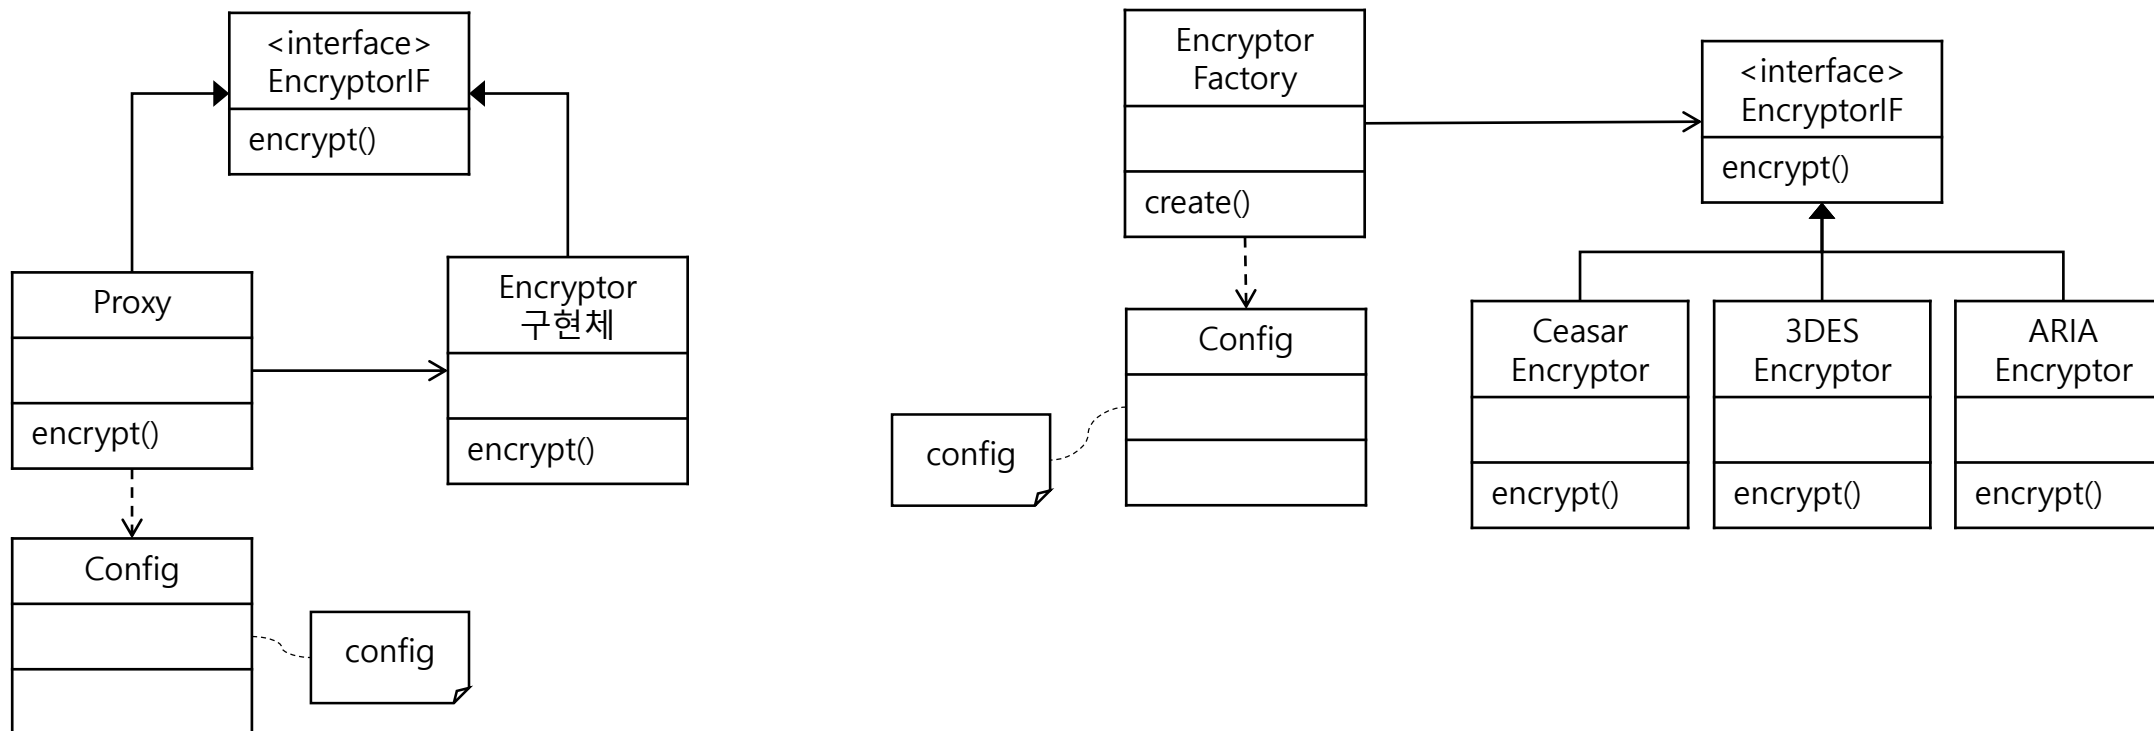 <interface>
EncryptorIF
encrypt()
Proxy
encrypt()
Encryptor
구현체
encrypt()
Config
config
Encryptor
Factory
create()
<interface>
EncryptorIF
encrypt()
Config
config
Ceasar
Encryptor
encrypt()
3DES
Encryptor
encrypt()
ARIA
Encryptor
encrypt()